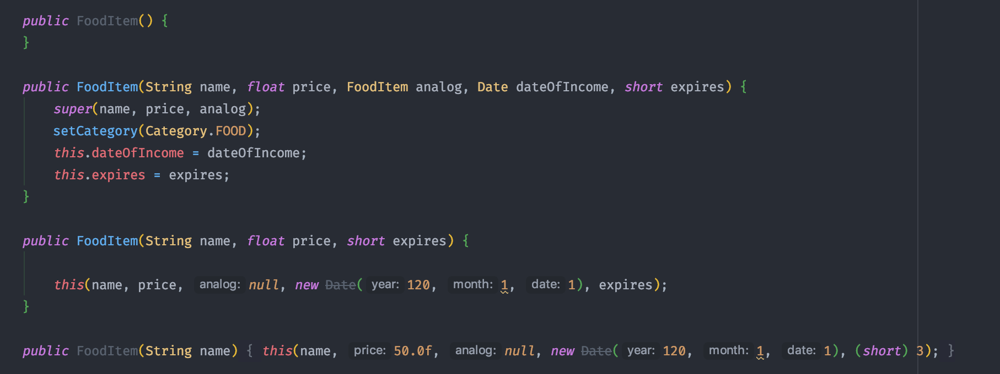 public FoodItem() {
}
public FoodItem(String name, float price, FoodItem analog, Date dateOfIncome, short expires) {
super(name, price, analog);
setCategory(Category.FOOD);
this.dateOfIncome = dateOfIncome;
this.expires = expires;
}
public FoodItem(String name, float price, short expires) {
this(name, price, analog: null, new Date( year: 120, month: 1, date: 1), expires);
}
public FoodItem(String name) { this(name, price: 50.0f, analog: null, new Date( year: 120, month: 1, date: 1), (short) 3); }